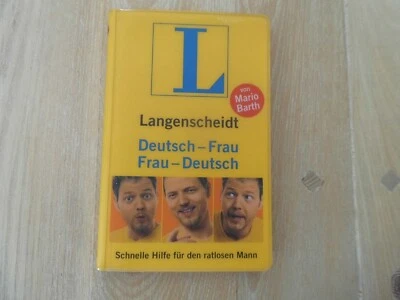 L
von
Mario
Barth
Langenscheidt
Deutsch – Frau
Frau – Deutsch
Schnelle Hilfe für den ratlosen Mann